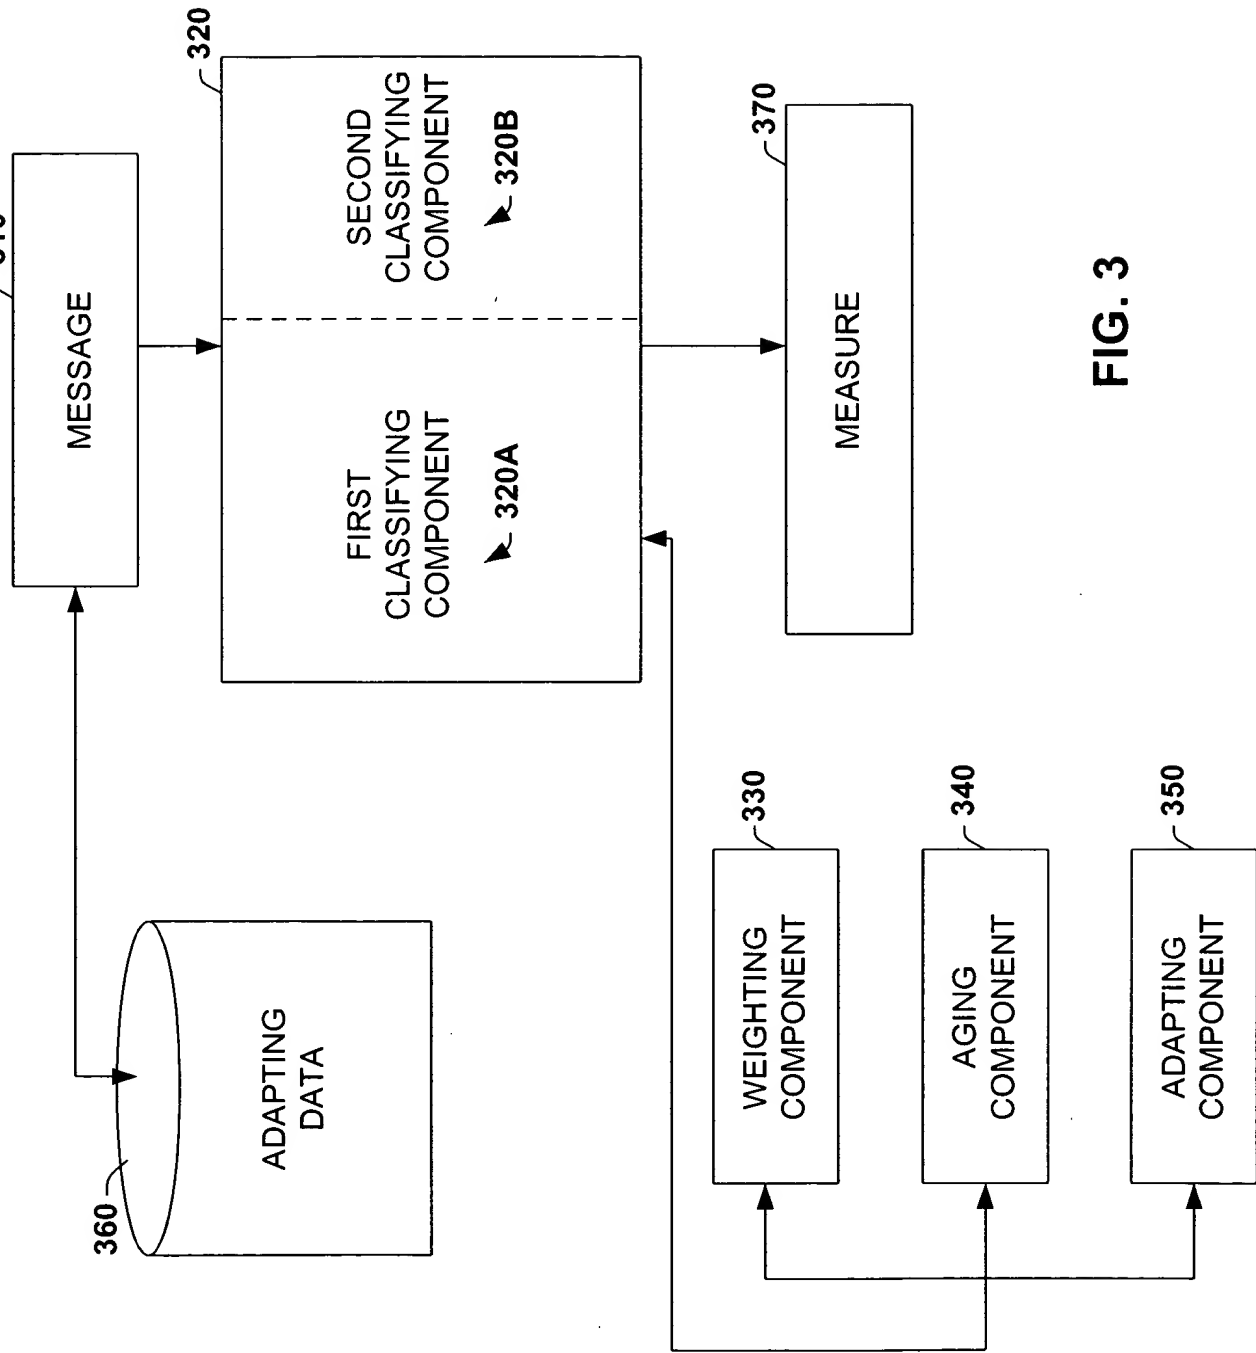 MESSAGE
320
FIRST
CLASSIFYING
COMPONENT
320A
SECOND
CLASSIFYING
COMPONENT
320B
360
ADAPTING
DATA
370
MEASURE
330
WEIGHTING
COMPONENT
340
AGING
COMPONENT
350
ADAPTING
COMPONENT
FIG. 3